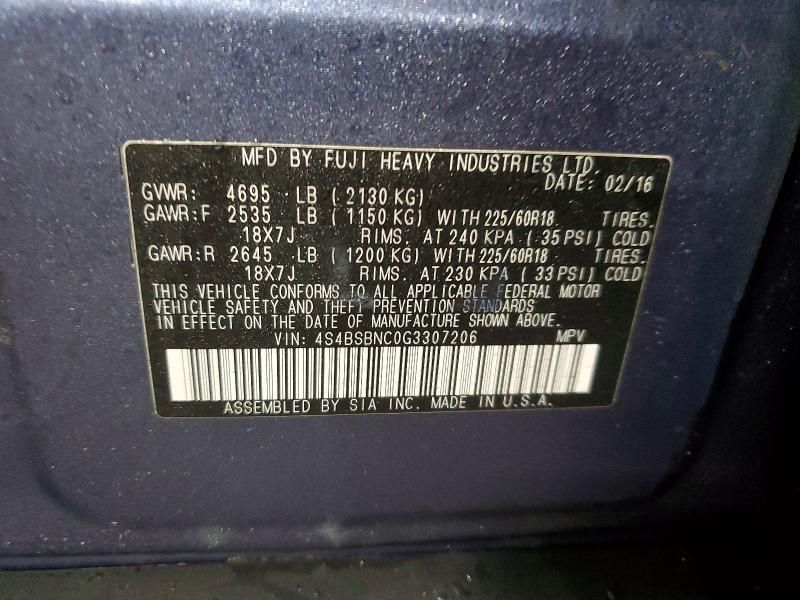 MFD BY FUJI HEAVY INDUSTRIES LTD.
DATE: 02/16
GVWR: 4695 LB ( 2130 KG)
GAWR:F 2535 LB ( 1150 KG) WITH 225/60R18 TIRES.
18X7J RIMS. AT 240 KPA ( 35 PSI) COLD
GAWR:R 2645 LB ( 1200 KG) WITH 225/60R18 TIRES.
18X7J RIMS. AT 230 KPA ( 33 PSI) COLD
THIS VEHICLE CONFORMS TO ALL APPLICABLE FEDERAL MOTOR
VEHICLE SAFETY AND THEFT PREVENTION STANDARDS
IN EFFECT ON THE DATE OF MANUFACTURE SHOWN ABOVE.
VIN: 4S4BSBNC0G3307206 MPV
ASSEMBLED BY SIA INC. MADE IN U.S.A.